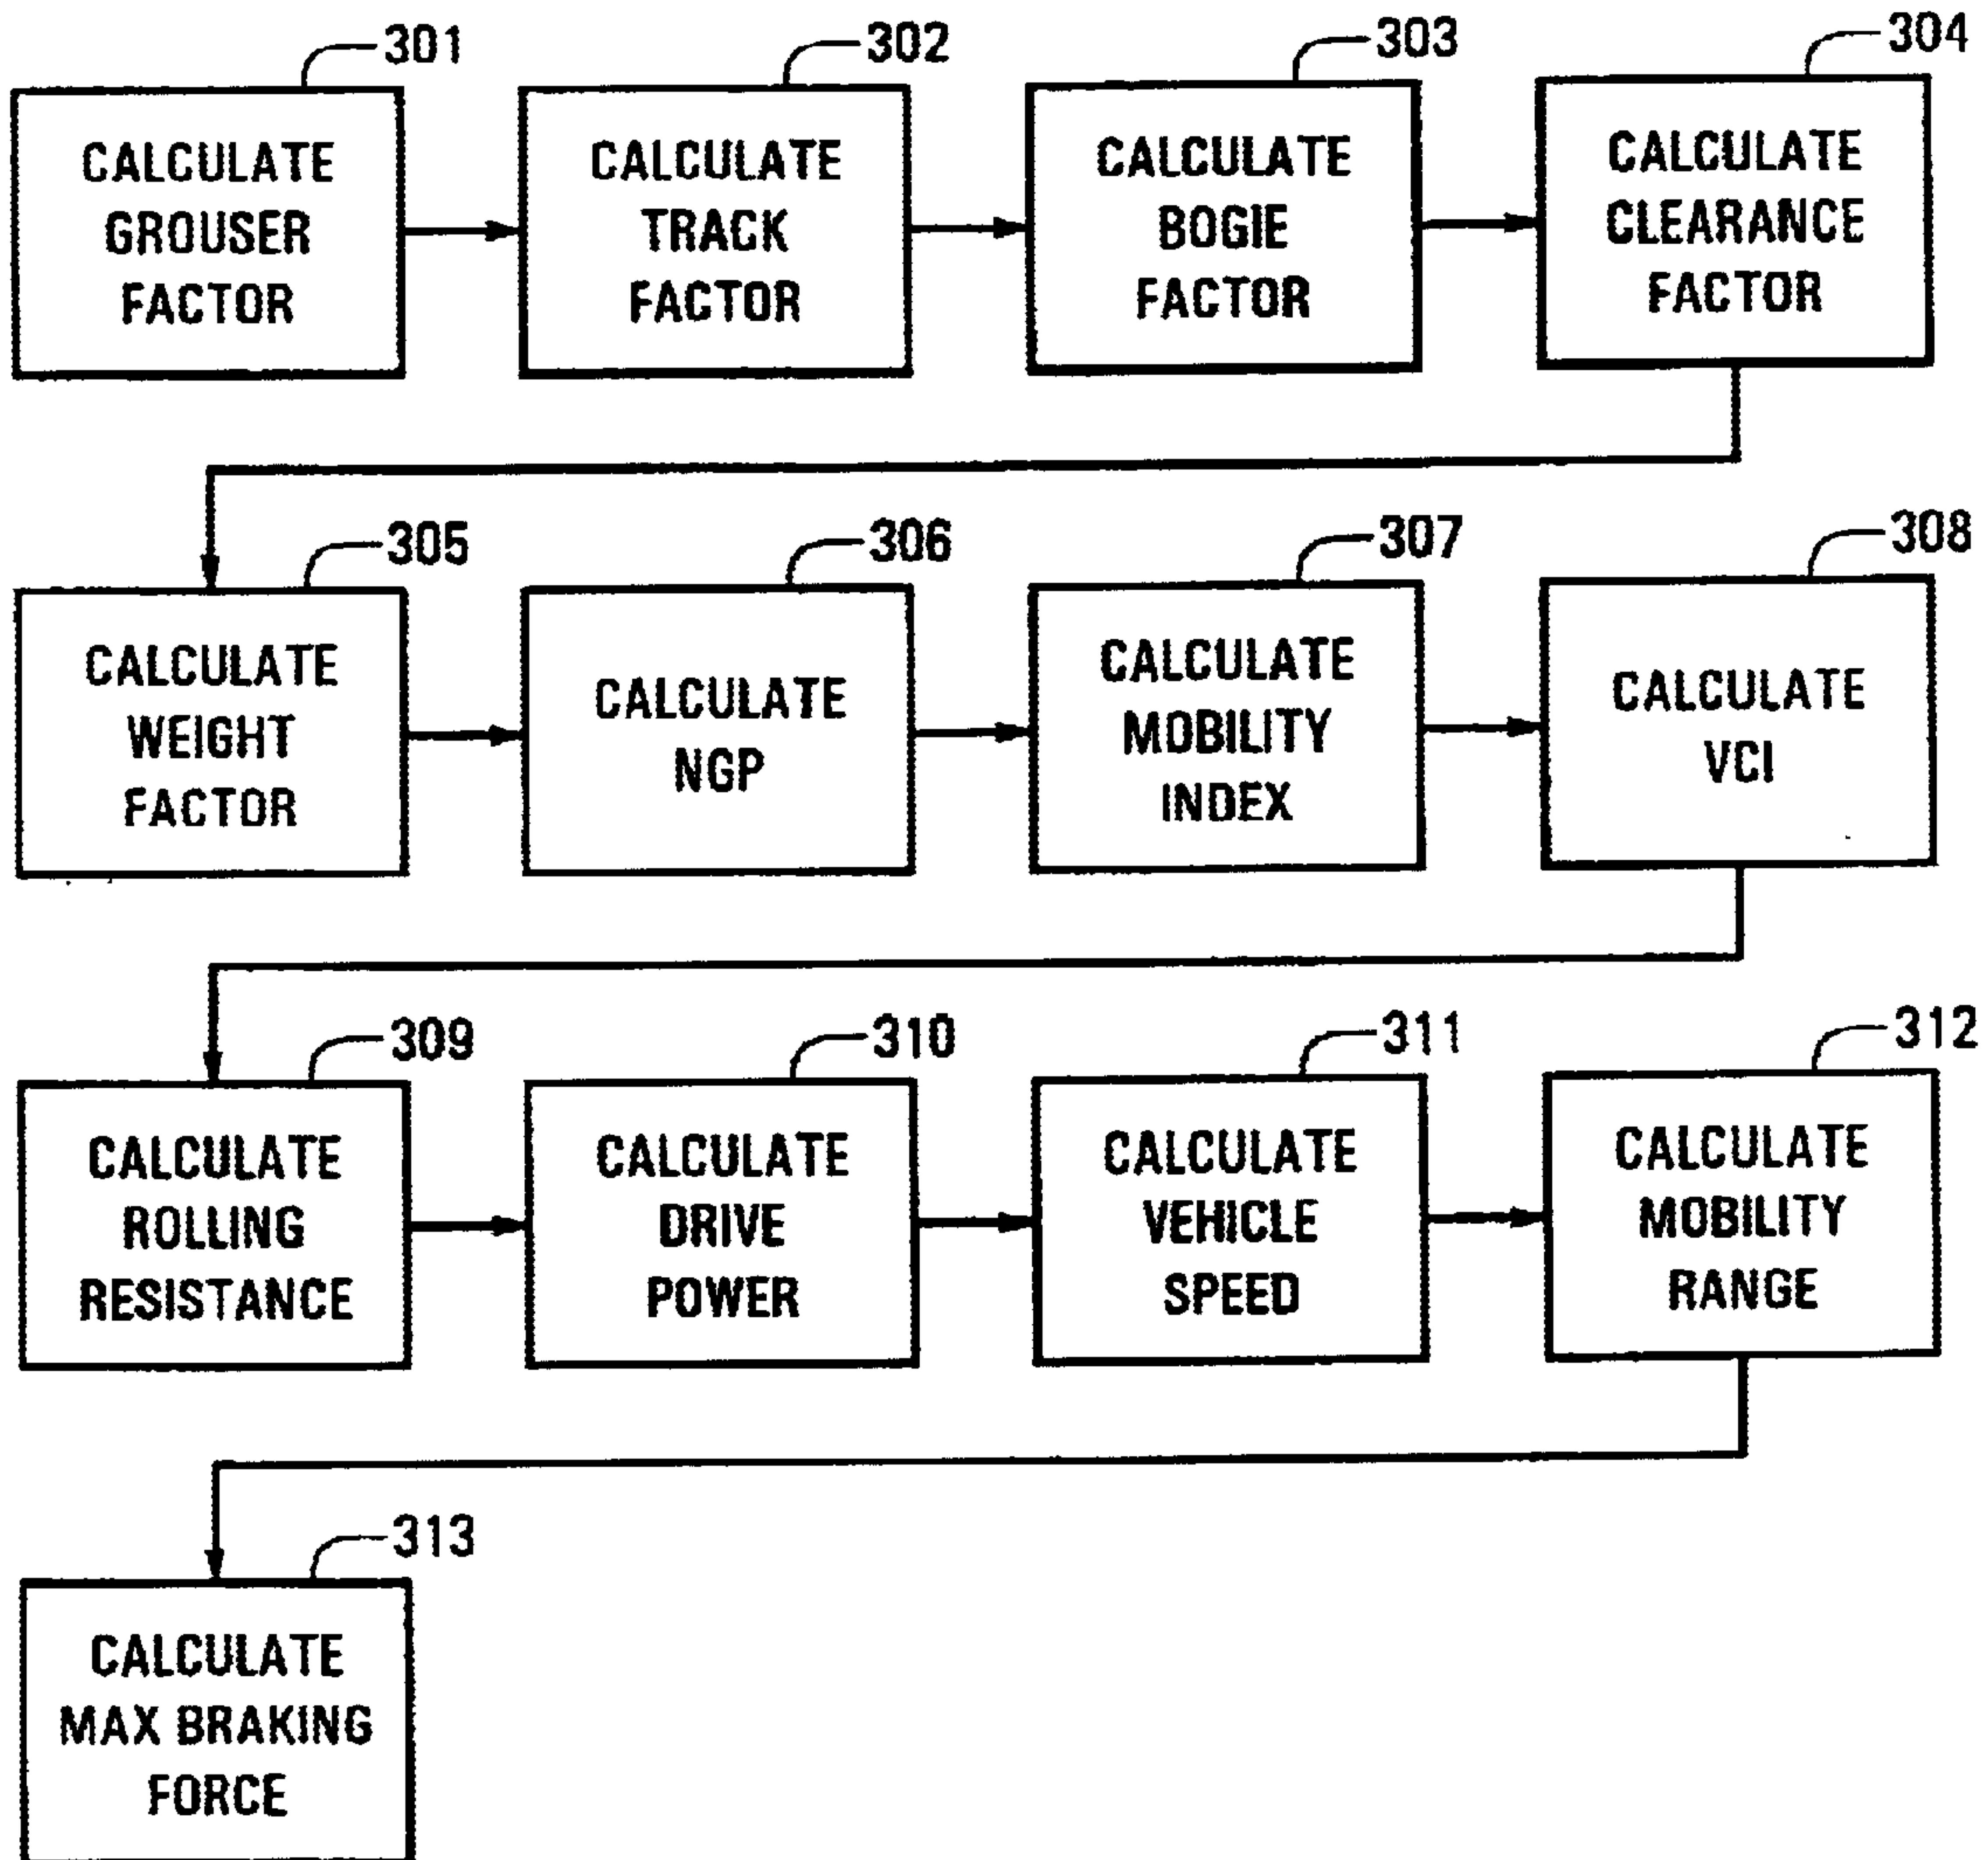 301
CALCULATE
GROUSER
FACTOR
302
CALCULATE
TRACK
FACTOR
303
CALCULATE
BOGIE
FACTOR
304
CALCULATE
CLEARANCE
FACTOR
305
CALCULATE
WEIGHT
FACTOR
306
CALCULATE
NGP
307
CALCULATE
MOBILITY
INDEX
308
CALCULATE
VCI
309
CALCULATE
ROLLING
RESISTANCE
310
CALCULATE
DRIVE
POWER
311
CALCULATE
VEHICLE
SPEED
312
CALCULATE
MOBILITY
RANGE
313
CALCULATE
MAX BRAKING
FORCE